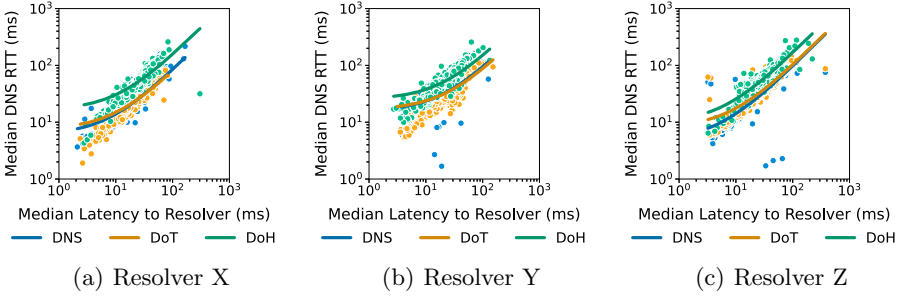 Median DNS RTT (ms)
10³
10²
10¹
10⁰
10⁰ 10¹ 10² 10³
Median Latency to Resolver (ms)
DNS DoT DoH
(a) Resolver X
Median DNS RTT (ms)
10³
10²
10¹
10⁰
10⁰ 10¹ 10² 10³
Median Latency to Resolver (ms)
DNS DoT DoH
(b) Resolver Y
Median DNS RTT (ms)
10³
10²
10¹
10⁰
10⁰ 10¹ 10² 10³
Median Latency to Resolver (ms)
DNS DoT DoH
(c) Resolver Z